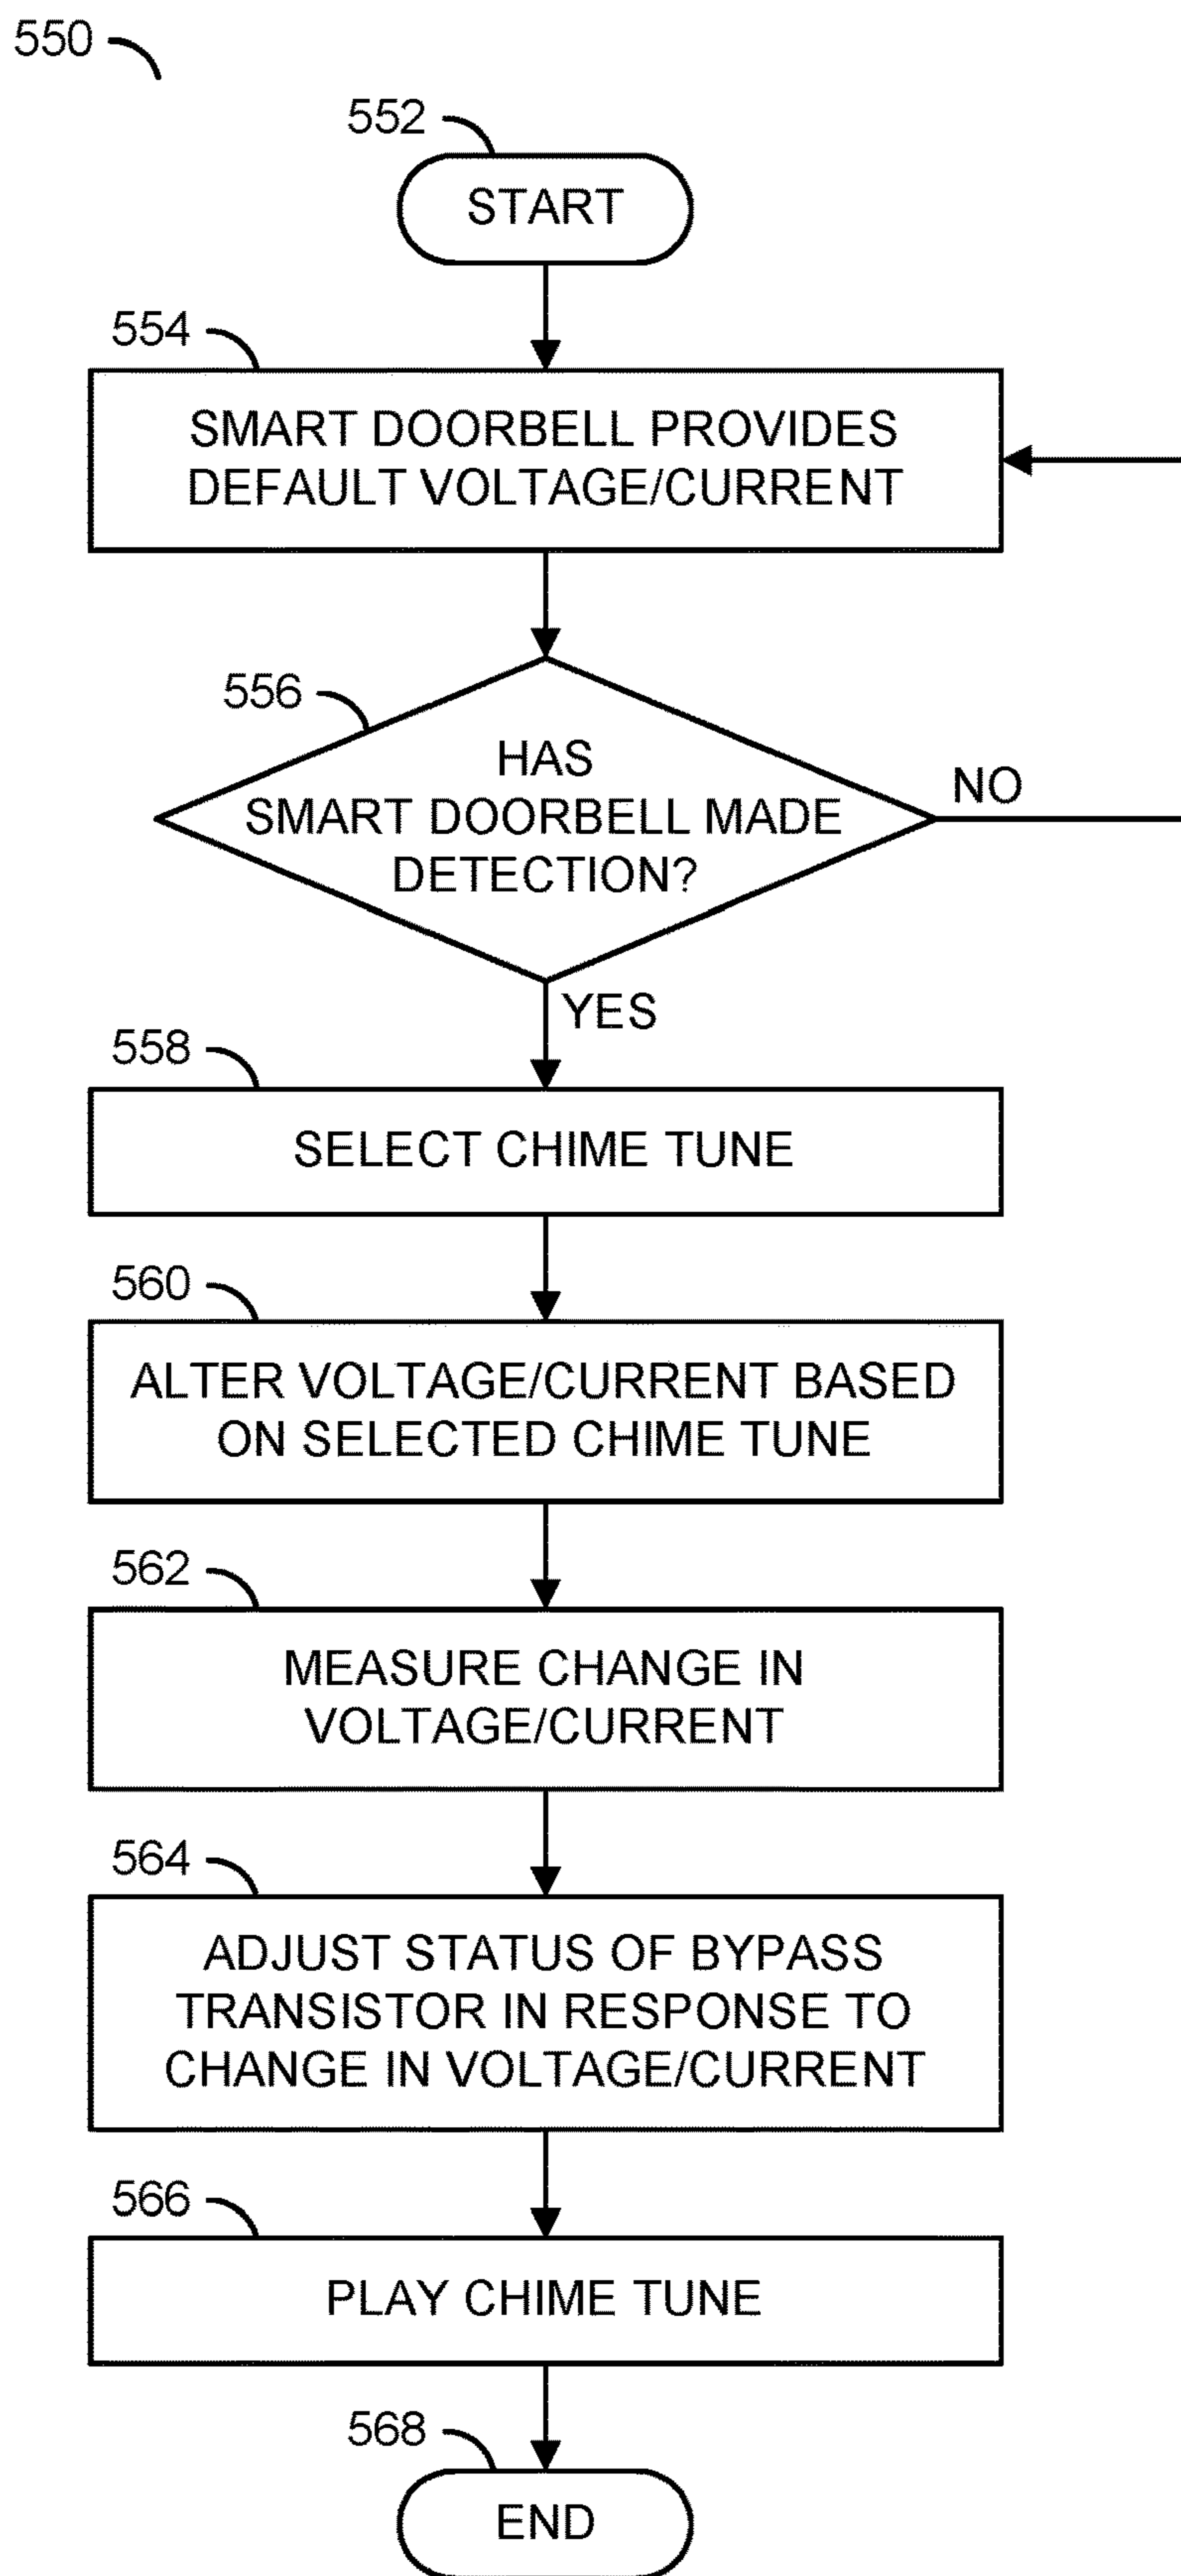 550
552
START
554
SMART DOORBELL PROVIDES
DEFAULT VOLTAGE/CURRENT
556
HAS
SMART DOORBELL MADE
DETECTION?
NO
YES
558
SELECT CHIME TUNE
560
ALTER VOLTAGE/CURRENT BASED
ON SELECTED CHIME TUNE
562
MEASURE CHANGE IN
VOLTAGE/CURRENT
564
ADJUST STATUS OF BYPASS
TRANSISTOR IN RESPONSE TO
CHANGE IN VOLTAGE/CURRENT
566
PLAY CHIME TUNE
568
END